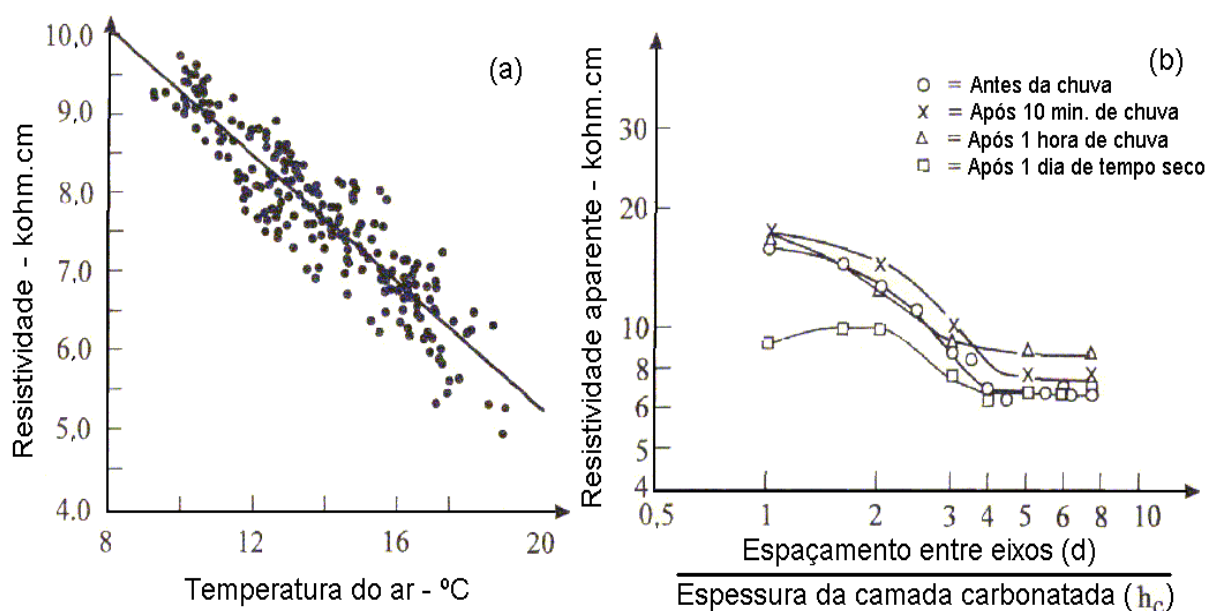 (a)
Resistividade - kohm.cm
10,0
9,0
8,0
7,0
6,0
5,0
4.0
8
12
16
20
Temperatura do ar - ºC
(b)
O = Antes da chuva
X = Após 10 min. de chuva
△ = Após 1 hora de chuva
□ = Após 1 dia de tempo seco
Resistividade aparente - kohm.cm
30
20
10
8
6
5
4
0,5 1 2 3 4 5 6 8 10
Espaçamento entre eixos (d)
Espessura da camada carbonatada (hc)